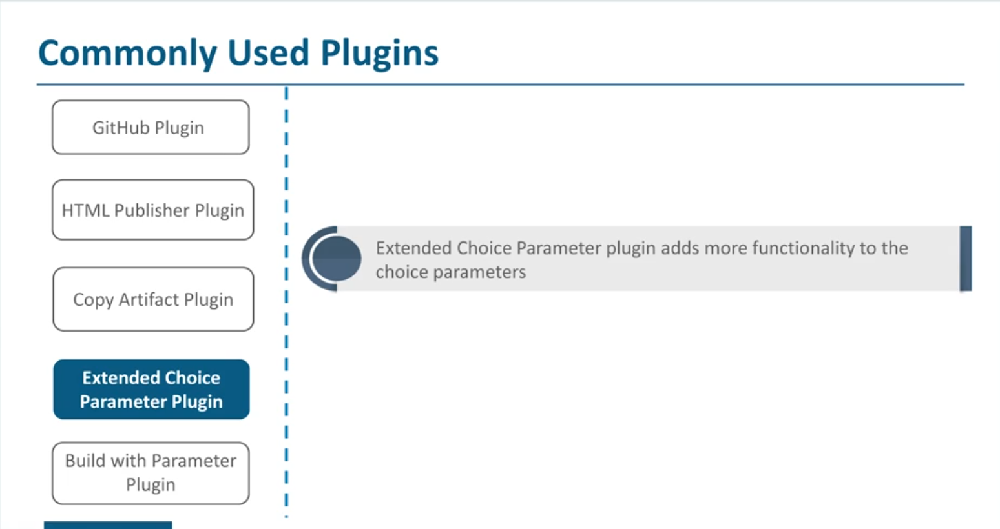 Commonly Used Plugins
GitHub Plugin
HTML Publisher Plugin
Copy Artifact Plugin
Extended Choice
Parameter Plugin
Build with Parameter
Plugin
Extended Choice Parameter plugin adds more functionality to the
choice parameters